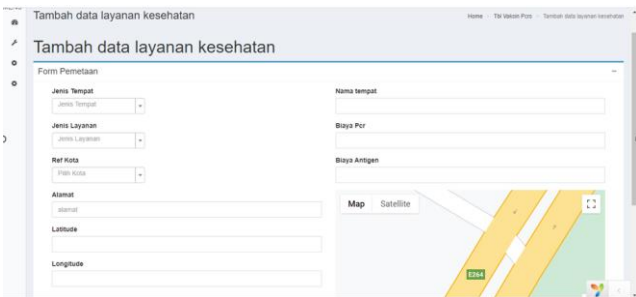 Tambah data layanan kesehatan
Home
Tbl Vaksin Pcrs
Tambah data layanan kesehatan
Tambah data layanan kesehatan
Form Pemetaan
Jenis Tempat
Jenis Tempat
Jenis Layanan
Jenis Layanan
Ref Kota
Pilih Kota
Alamat
alamat
Latitude
Longitude
Nama tempat
Biaya Pcr
Biaya Antigen
Map
Satellite
E264